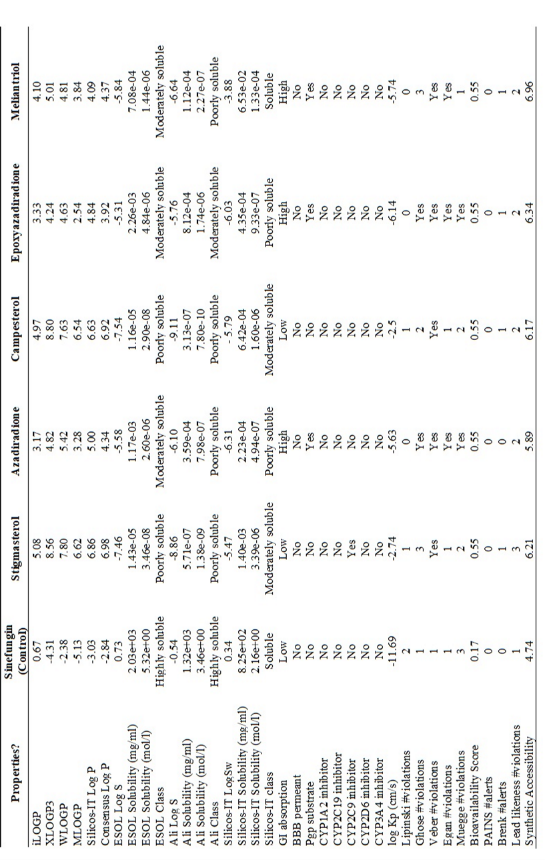 Properties? Sinefungin (Control) Stigmasterol Azadiradione Campesterol Epoxyazadiradione Meliantriol
iLOGP 0.67 5.08 3.17 4.97 3.33 4.10
XLOGP3 -4.31 8.56 4.82 8.80 4.24 5.01
WLOGP -2.38 7.80 5.42 7.63 4.63 4.81
MLOGP -5.13 6.62 3.28 6.54 2.54 3.84
Silicos-IT Log P -3.03 6.86 5.00 6.63 4.84 4.09
Consensus Log P -2.84 6.98 4.34 6.92 3.92 4.37
ESOL Log S 0.73 -7.46 -5.58 -7.54 -5.31 -5.84
ESOL Solubility (mg/ml) 2.03e+03 1.43e-05 1.17e-03 1.16e-05 2.26e-03 7.08e-04
ESOL Solubility (mol/l) 5.32e+00 3.46e-08 2.60e-06 2.90e-08 4.84e-06 1.44e-06
ESOL Class Highly soluble Poorly soluble Moderately soluble Poorly soluble Moderately soluble Moderately soluble
Ali Log S -0.54 -8.86 -6.10 -9.11 -5.76 -6.64
Ali Solubility (mg/ml) 1.32e+03 5.71e-07 3.59e-04 3.13e-07 8.12e-04 1.12e-04
Ali Solubility (mol/l) 3.46e+00 1.38e-09 7.98e-07 7.80e-10 1.74e-06 2.27e-07
Ali Class Highly soluble Poorly soluble Poorly soluble Poorly soluble Moderately soluble Poorly soluble
Silicos-IT LogSw 0.34 -5.47 -6.31 -5.79 -6.03 -3.88
Silicos-IT Solubility (mg/ml) 8.25e+02 1.40e-03 2.23e-04 6.42e-04 4.35e-04 6.53e-02
Silicos-IT Solubility (mol/l) 2.16e+00 3.39e-06 4.94e-07 1.60e-06 9.33e-07 1.33e-04
Silicos-IT class Soluble Moderately soluble Poorly soluble Moderately soluble Poorly soluble Soluble
GI absorption Low Low High Low High High
BBB permeant No No No No No No
Pgp substrate No No Yes No Yes Yes
CYP1A2 inhibitor No No No No No No
CYP2C19 inhibitor No No No No No No
CYP2C9 inhibitor No Yes No No No No
CYP2D6 inhibitor No No No No No No
CYP3A4 inhibitor No No No No No No
log Kp (cm/s) -11.69 -2.74 -5.63 -2.5 -6.14 -5.74
Lipinski #violations 2 1 0 1 0 0
Ghose #violations 1 3 Yes 2 Yes 3
Veber #violations 1 Yes Yes Yes Yes Yes
Egan #violations 1 1 1 1 Yes Yes
Muegge #violations 3 2 Yes 2 Yes 1
Bioavailability Score 0.17 0.55 0.55 0.55 0.55 0.55
PAINS #alerts 0 0 0 0 0 0
Brenk #alerts 0 1 0 1 1 1
Lead likeness #violations 1 3 2 2 2 2
Synthetic Accessibility 4.74 6.21 5.89 6.17 6.34 6.96